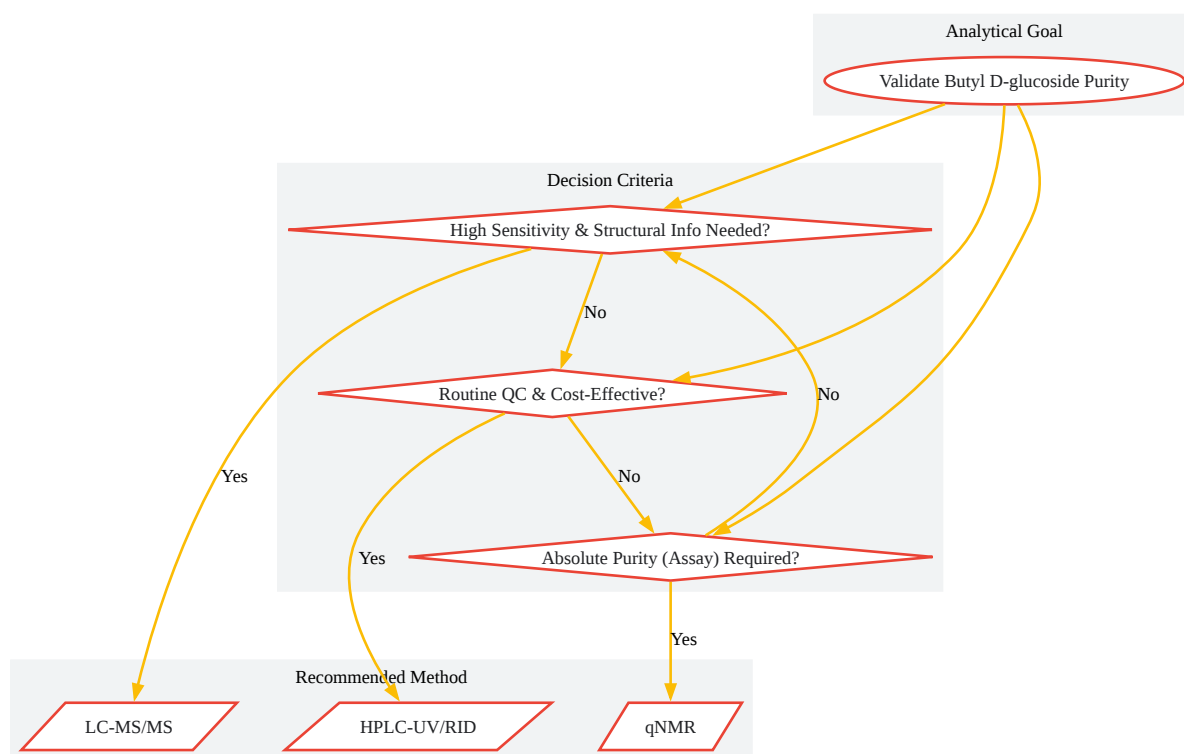 Analytical Goal
Validate Butyl D-glucoside Purity
Decision Criteria
High Sensitivity & Structural Info Needed?
No
Routine QC & Cost-Effective?
No
Yes
No
Yes
Absolute Purity (Assay) Required?
Yes
Recommended Method
LC-MS/MS
HPLC-UV/RID
qNMR